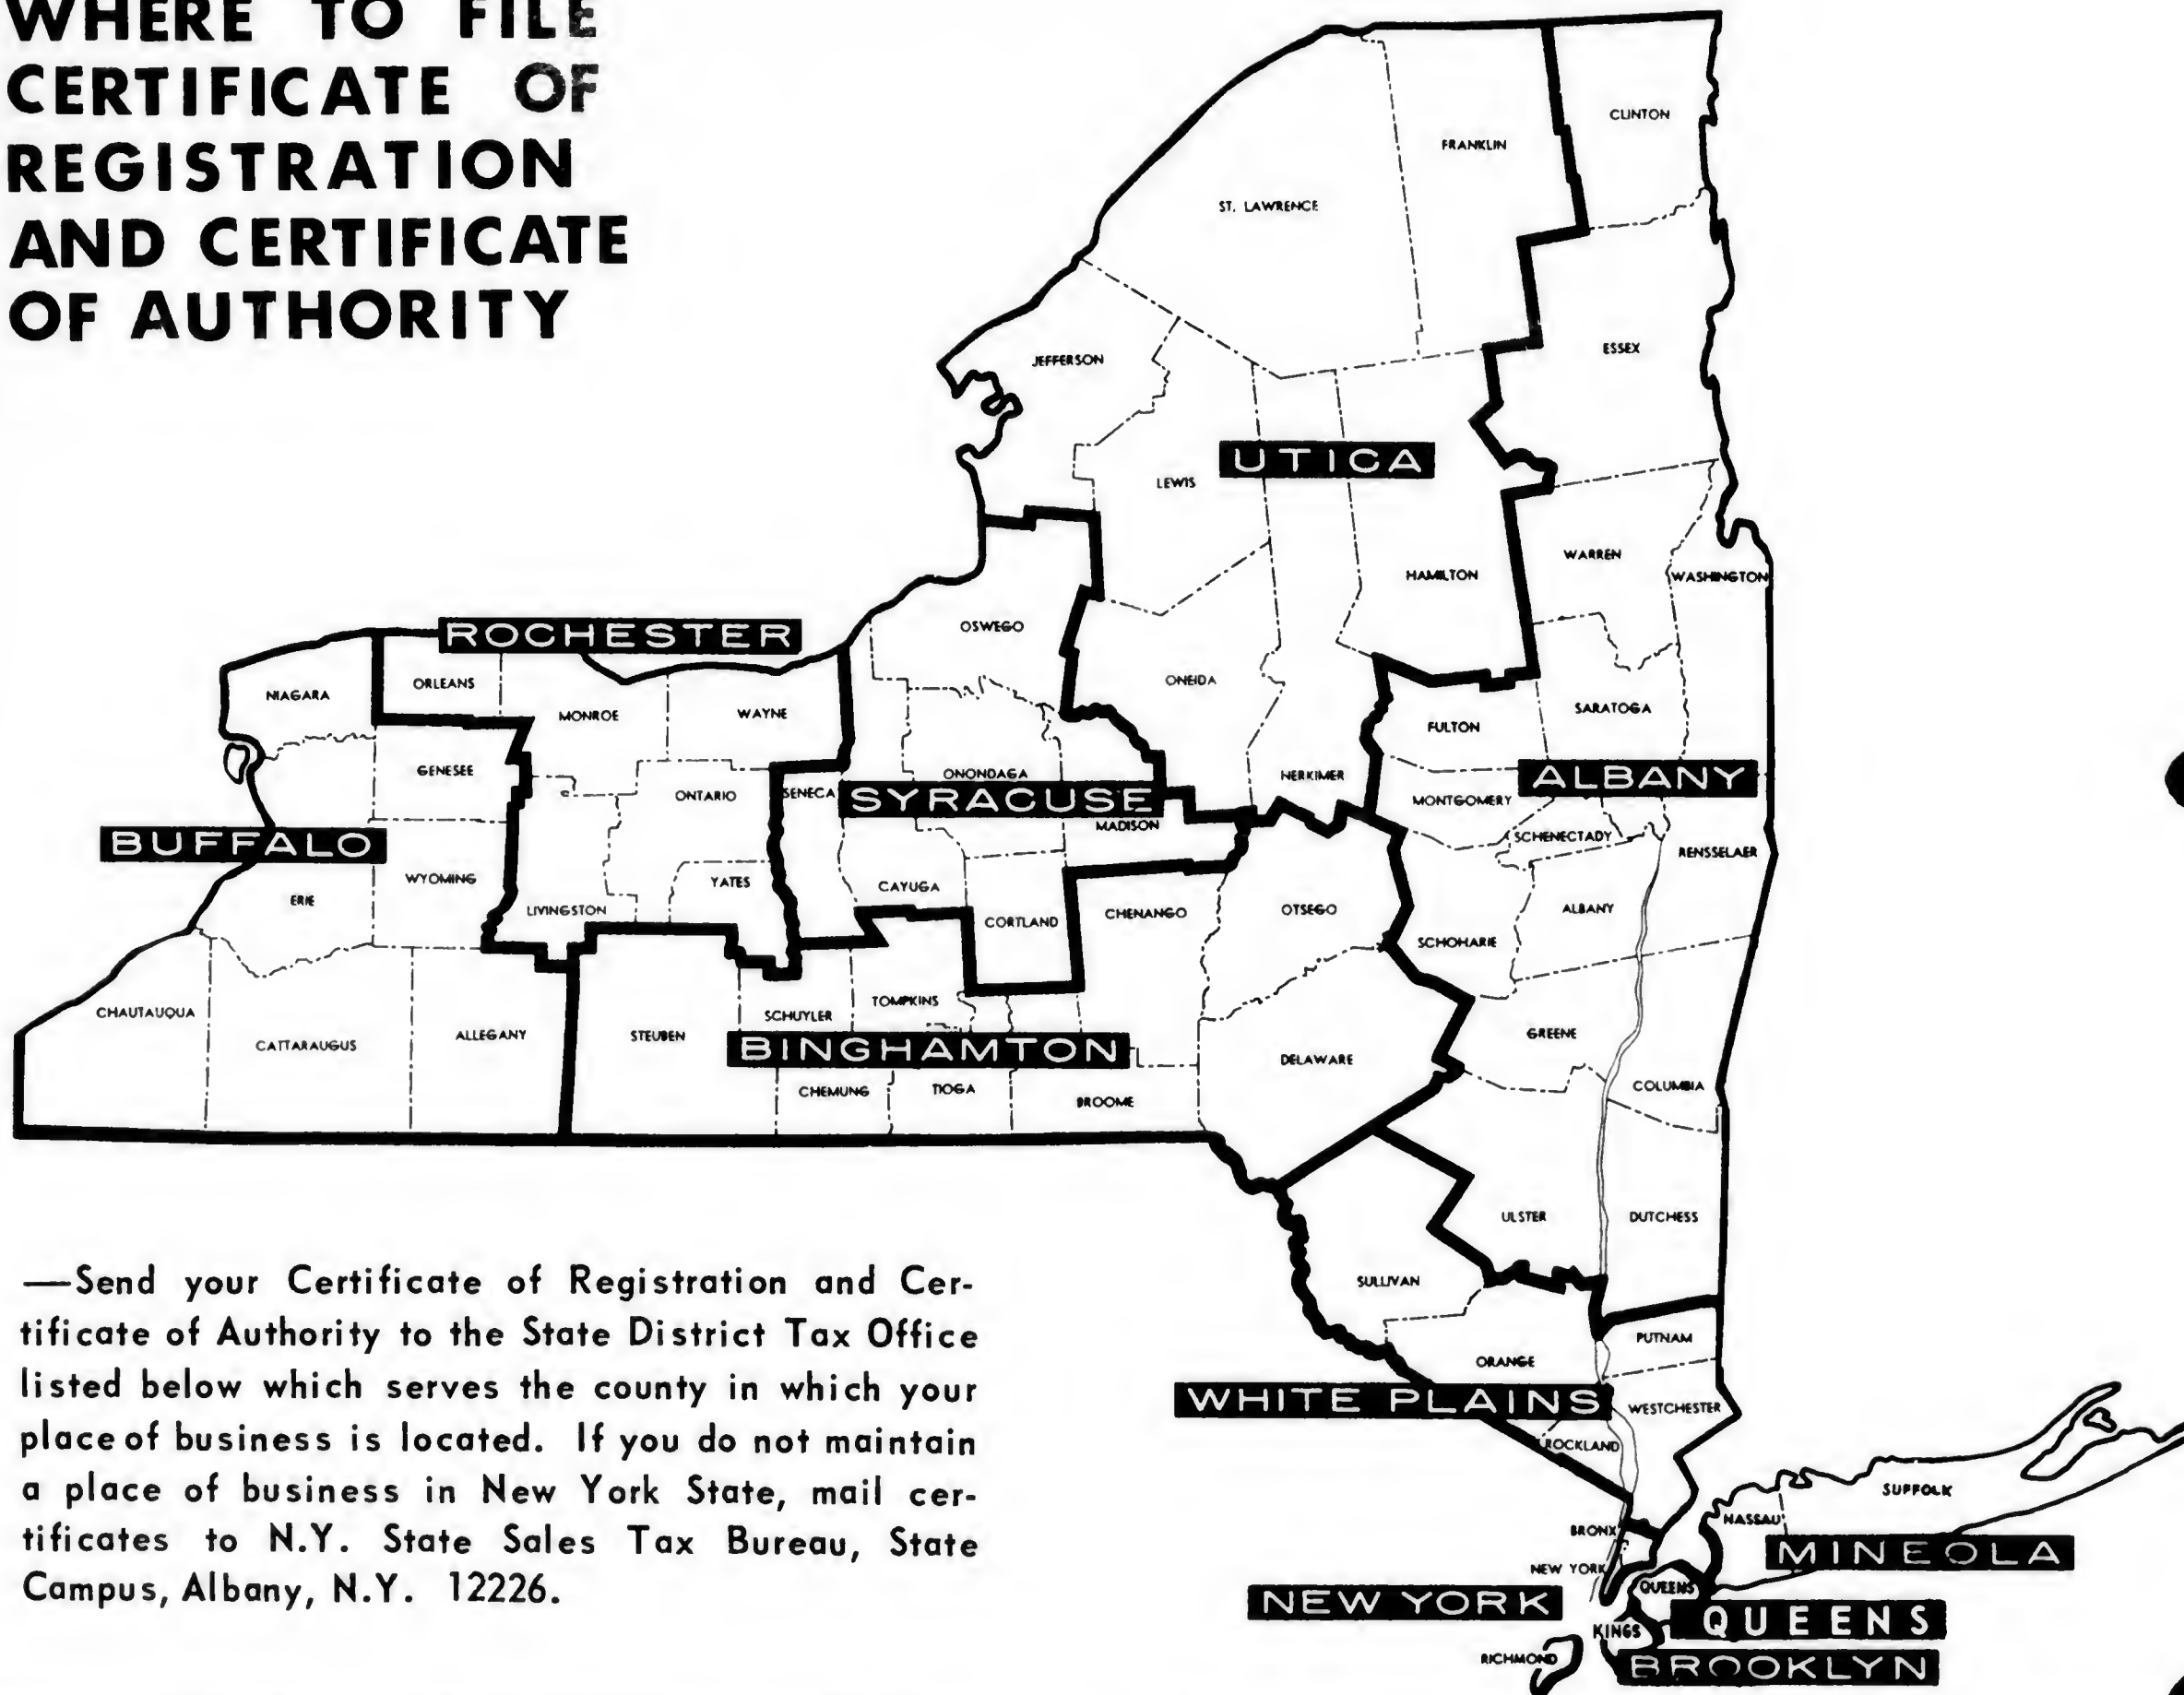 WHERE TO FILE
CERTIFICATE OF
REGISTRATION
AND CERTIFICATE
OF AUTHORITY
CLINTON
FRANKLIN
ST. LAWRENCE
ESSEX
JEFFERSON
UTICA
LEWIS
WARREN
WASHINGTON
HAMILTON
OSWEGO
ROCHESTER
ONEIDA
ORLEANS
NIAGARA
MONROE
WAYNE
SARATOGA
FULTON
GENESEE
ONONDAGA
HERKIMER
ALBANY
ONTARIO
SENECA
SYRACUSE
MONTGOMERY
MADISON
SCHENECTADY
BUFFALO
RENSSELAER
WYOMING
YATES
CAYUGA
ERIE
LIVINGSTON
CORTLAND
CHENANGO
OTSEGO
ALBANY
SCHOHARIE
CHAUTAUQUA
TOMPKINS
SCHUYLER
CATTARAUGUS
ALLEGANY
STEUBEN
GREENE
BINGHAMTON
DELAWARE
CHEMUNG
TIOGA
BROOME
COLUMBIA
ULSTER
DUTCHESS
SULLIVAN
—Send your Certificate of Registration and Cer-
tificate of Authority to the State District Tax Office
listed below which serves the county in which your
place of business is located. If you do not maintain
a place of business in New York State, mail cer-
tificates to N.Y. State Sales Tax Bureau, State
Campus, Albany, N.Y. 12226.
PUTNAM
ORANGE
WHITE PLAINS
WESTCHESTER
ROCKLAND
SUFFOLK
NASSAU
BRONX
MINEOLA
NEW YORK
QUEENS
NEW YORK
QUEENS
KINGS
RICHMOND
BROOKLYN